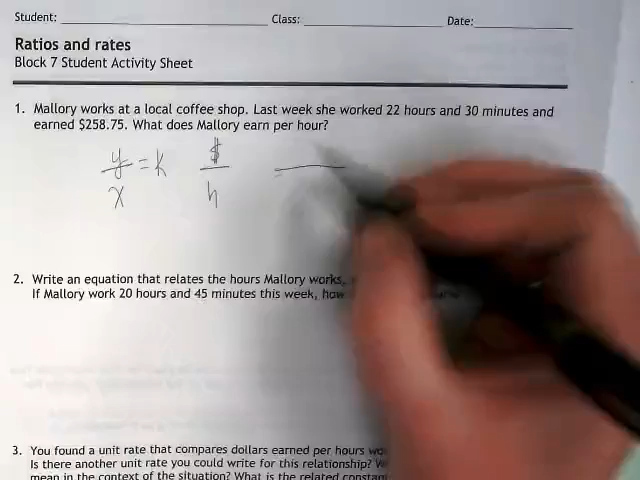 Student: Class: Date:
Ratios and rates
Block 7 Student Activity Sheet
1. Mallory works at a local coffee shop. Last week she worked 22 hours and 30 minutes and
earned $258.75. What does Mallory earn per hour?
y/x = k $/h
2. Write an equation that relates the hours Mallory works,
If Mallory work 20 hours and 45 minutes this week, how
3. You found a unit rate that compares dollars earned per hours
Is there another unit rate you could write for this relationship?
mean in the context of the situation? What is the related